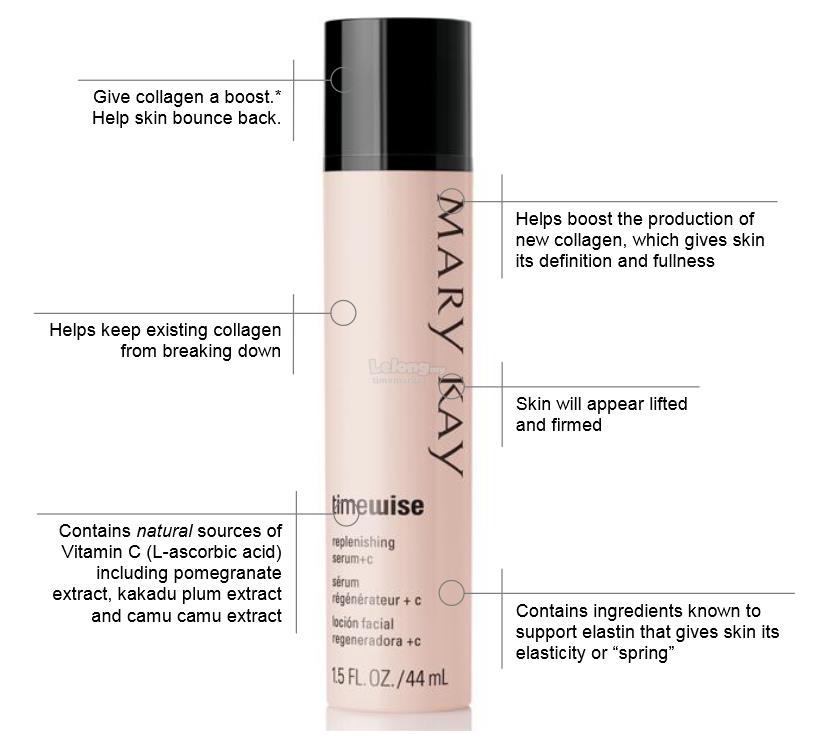 Give collagen a boost.*
Help skin bounce back.
Helps boost the production of
new collagen, which gives skin
its definition and fullness
MARY KAY
Helps keep existing collagen
from breaking down
Lelong.my
Skin will appear lifted
and firmed
timewise
replenishing
serum+c
sérum
régénérateur + c
loción facial
regeneradora +c
1.5 FL. OZ. / 44 mL
Contains natural sources of
Vitamin C (L-ascorbic acid)
including pomegranate
extract, kakadu plum extract
and camu camu extract
Contains ingredients known to
support elastin that gives skin its
elasticity or “spring”